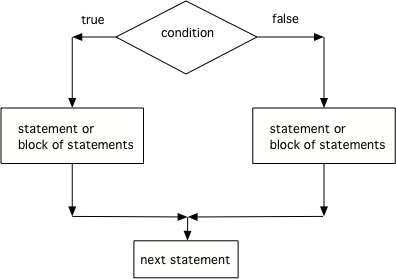 true
false
condition
statement or
block of statements
statement or
block of statements
next statement